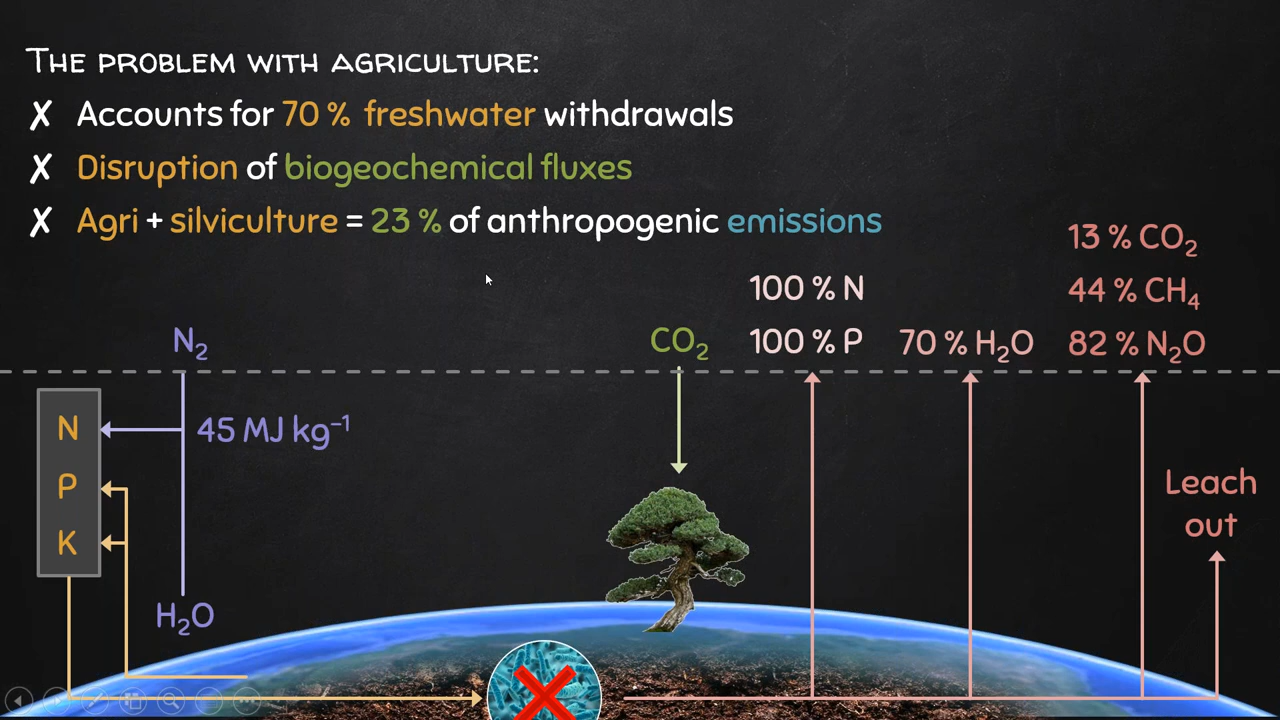 THE PROBLEM WITH AGRICULTURE:
✗ Accounts for 70 % freshwater withdrawals
✗ Disruption of biogeochemical fluxes
✗ Agri + silviculture = 23 % of anthropogenic emissions
13 % CO₂
100 % N
44 % CH₄
N₂
CO₂
100 % P
70 % H₂O
82 % N₂O
N
45 MJ kg⁻¹
P
K
Leach
out
H₂O